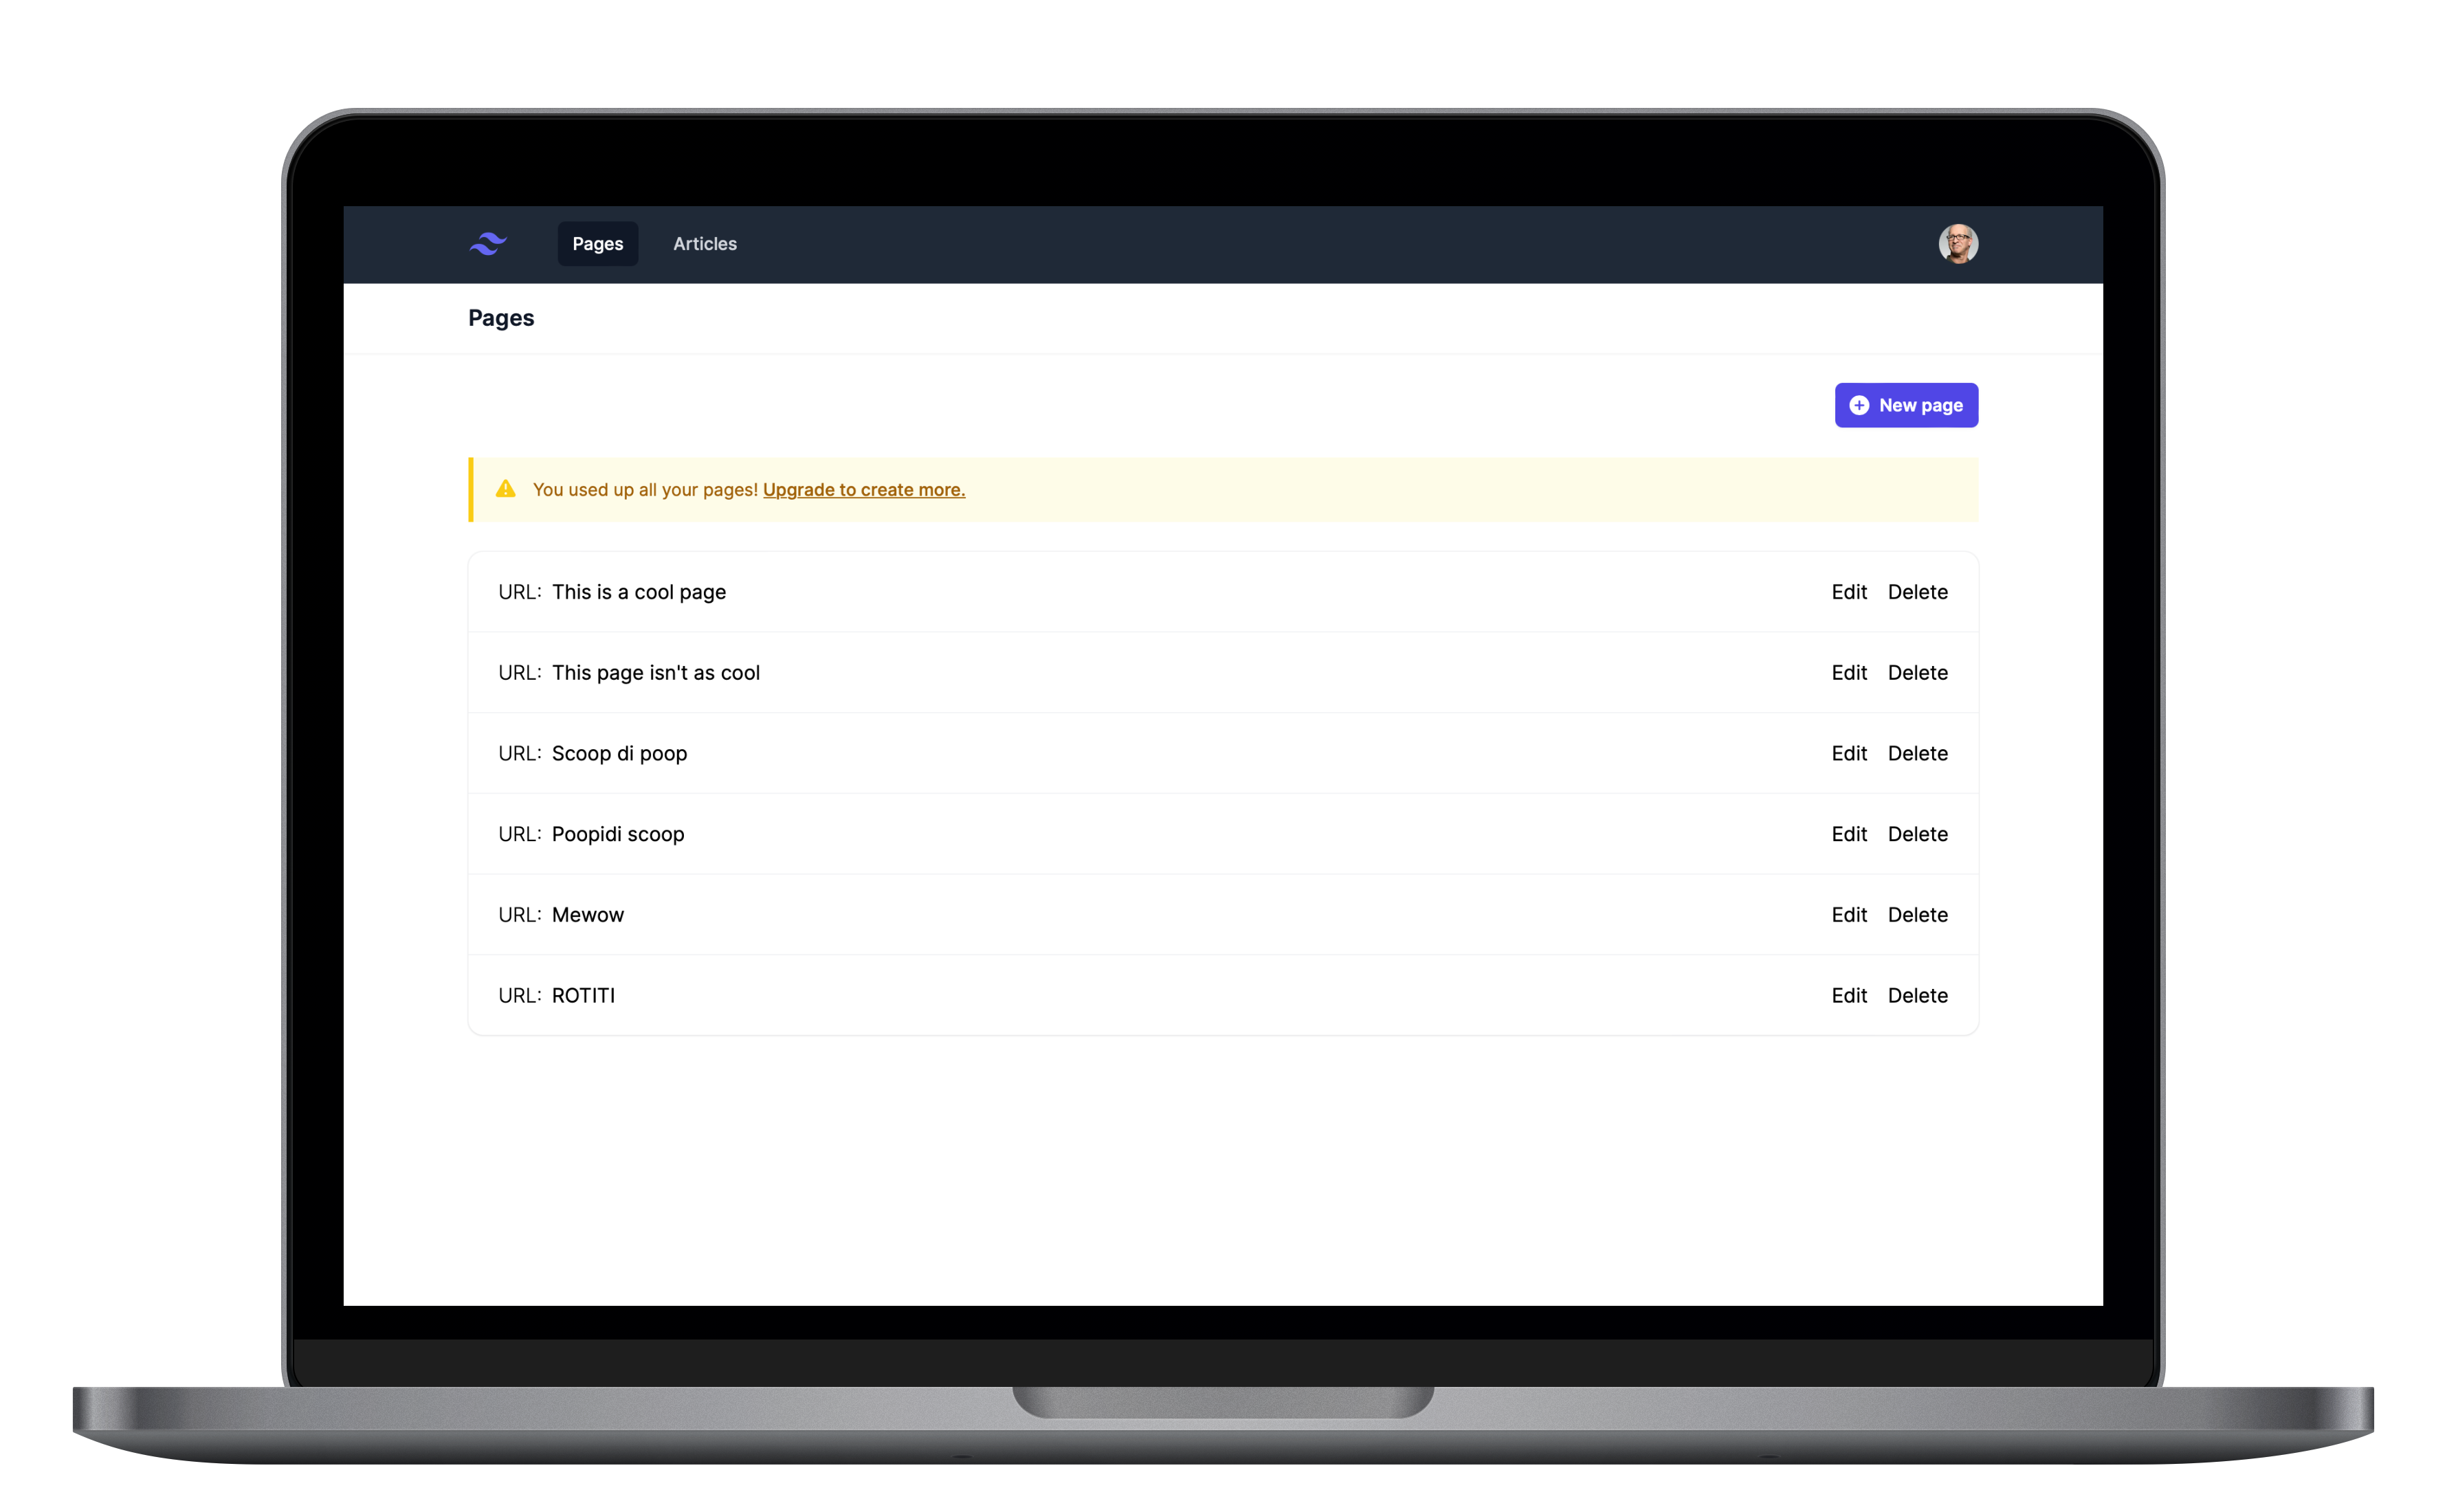 Pages Articles
Pages
New page
You used up all your pages! Upgrade to create more.
URL: This is a cool page Edit Delete
URL: This page isn't as cool Edit Delete
URL: Scoop di poop Edit Delete
URL: Poopidi scoop Edit Delete
URL: Mewow Edit Delete
URL: ROTITI Edit Delete